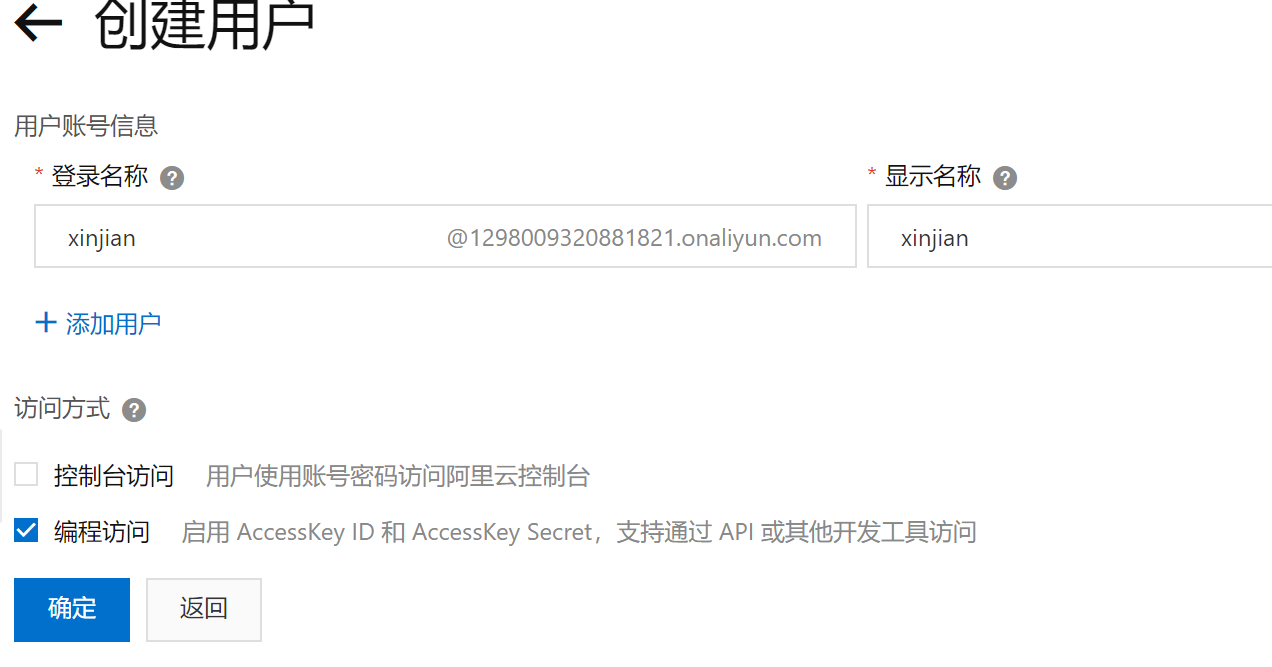 创建用户
用户账号信息
* 登录名称 ?
* 显示名称 ?
xinjian @1298009320881821.onaliyun.com
xinjian
+ 添加用户
访问方式 ?
控制台访问 用户使用账号密码访问阿里云控制台
编程访问 启用 AccessKey ID 和 AccessKey Secret，支持通过 API 或其他开发工具访问
确定 返回